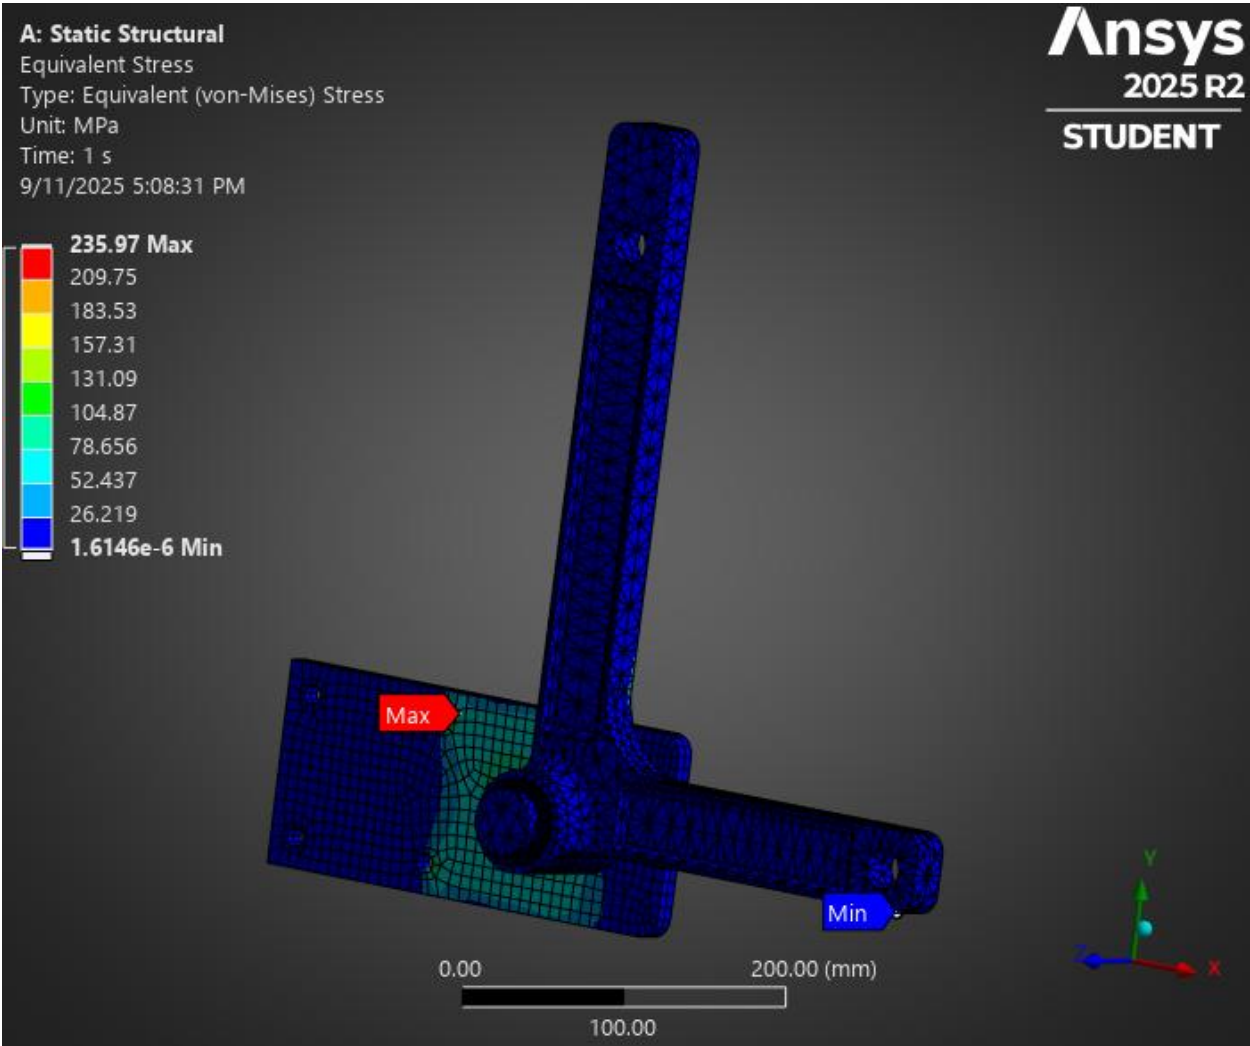 A: Static Structural
Equivalent Stress
Type: Equivalent (von-Mises) Stress
Unit: MPa
Time: 1 s
9/11/2025 5:08:31 PM
Ansys
2025 R2
STUDENT
235.97 Max
209.75
183.53
157.31
131.09
104.87
78.656
52.437
26.219
1.6146e-6 Min
Max
Min
0.00
200.00 (mm)
100.00
Y
Z
X